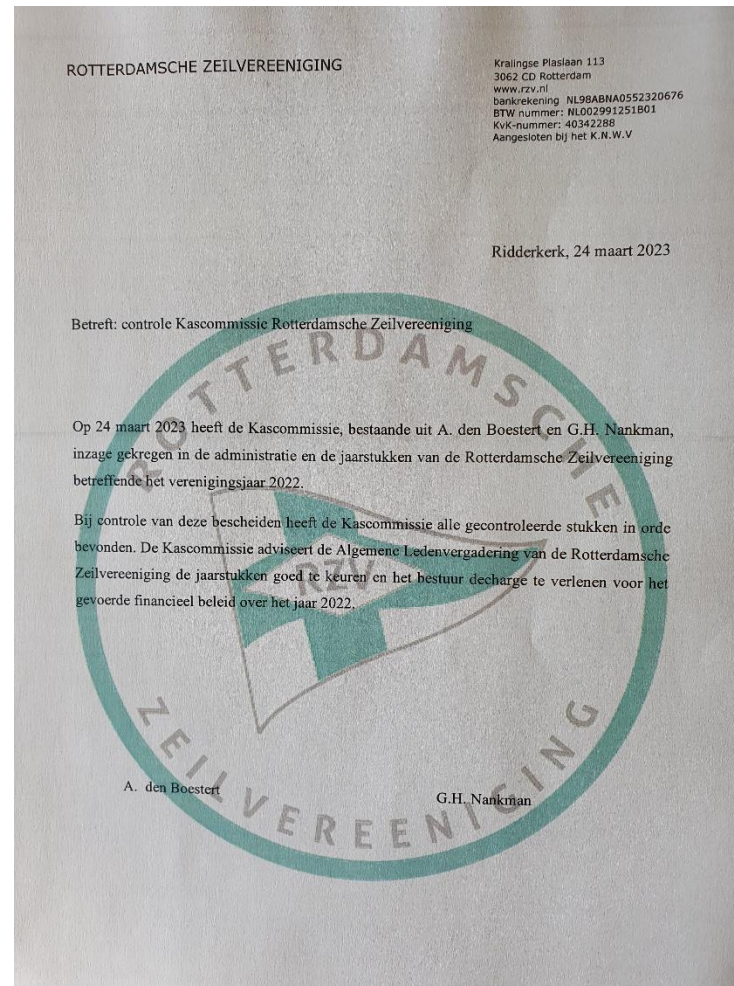 ROTTERDAMSCHE ZEILVEREENIGING
Kralingse Plaslaan 113
3062 CD Rotterdam
www.rzv.nl
bankrekening NL98ABNA0552320676
BTW nummer: NL002991251B01
KvK-nummer: 40342288
Aangesloten bij het K.N.W.V
Ridderkerk, 24 maart 2023
Betreft: controle Kascommissie Rotterdamsche Zeilvereeniging
ROTTERDAMSCHE
Op 24 maart 2023 heeft de Kascommissie, bestaande uit A. den Boestert en G.H. Nankman,
inzage gekregen in de administratie en de jaarstukken van de Rotterdamsche Zeilvereeniging
betreffende het verenigingsjaar 2022.
Bij controle van deze bescheiden heeft de Kascommissie alle gecontroleerde stukken in orde
bevonden. De Kascommissie adviseert de Algemene Ledenvergadering van de Rotterdamsche
Zeilvereeniging de jaarstukken goed te keuren en het bestuur decharge te verlenen voor het
gevoerde financieel beleid over het jaar 2022.
RZV
A. den Boestert
G.H. Nankman
ZEILVEREENIGING